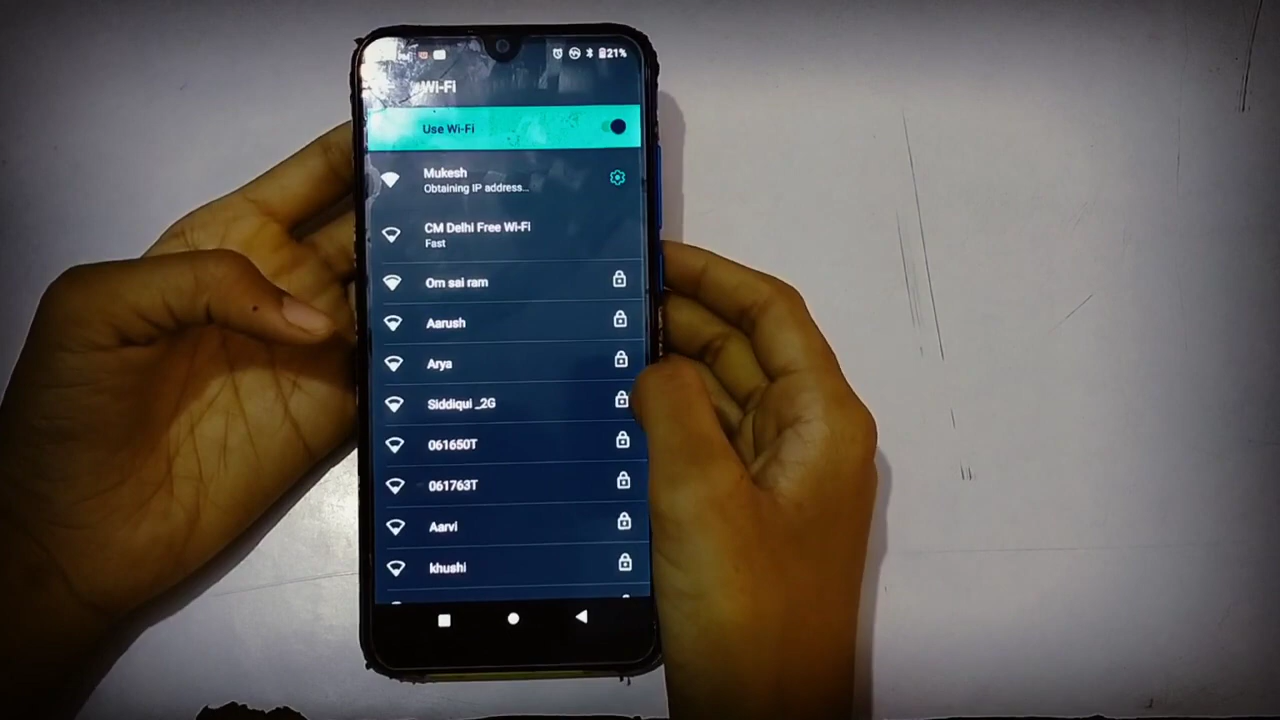 21%
Wi-Fi
Use Wi-Fi
Mukesh
Obtaining IP address...
CM Delhi Free Wi-Fi
Fast
Om sai ram
Aarush
Arya
Siddiqui _2G
061650T
061763T
Aarvi
khushi